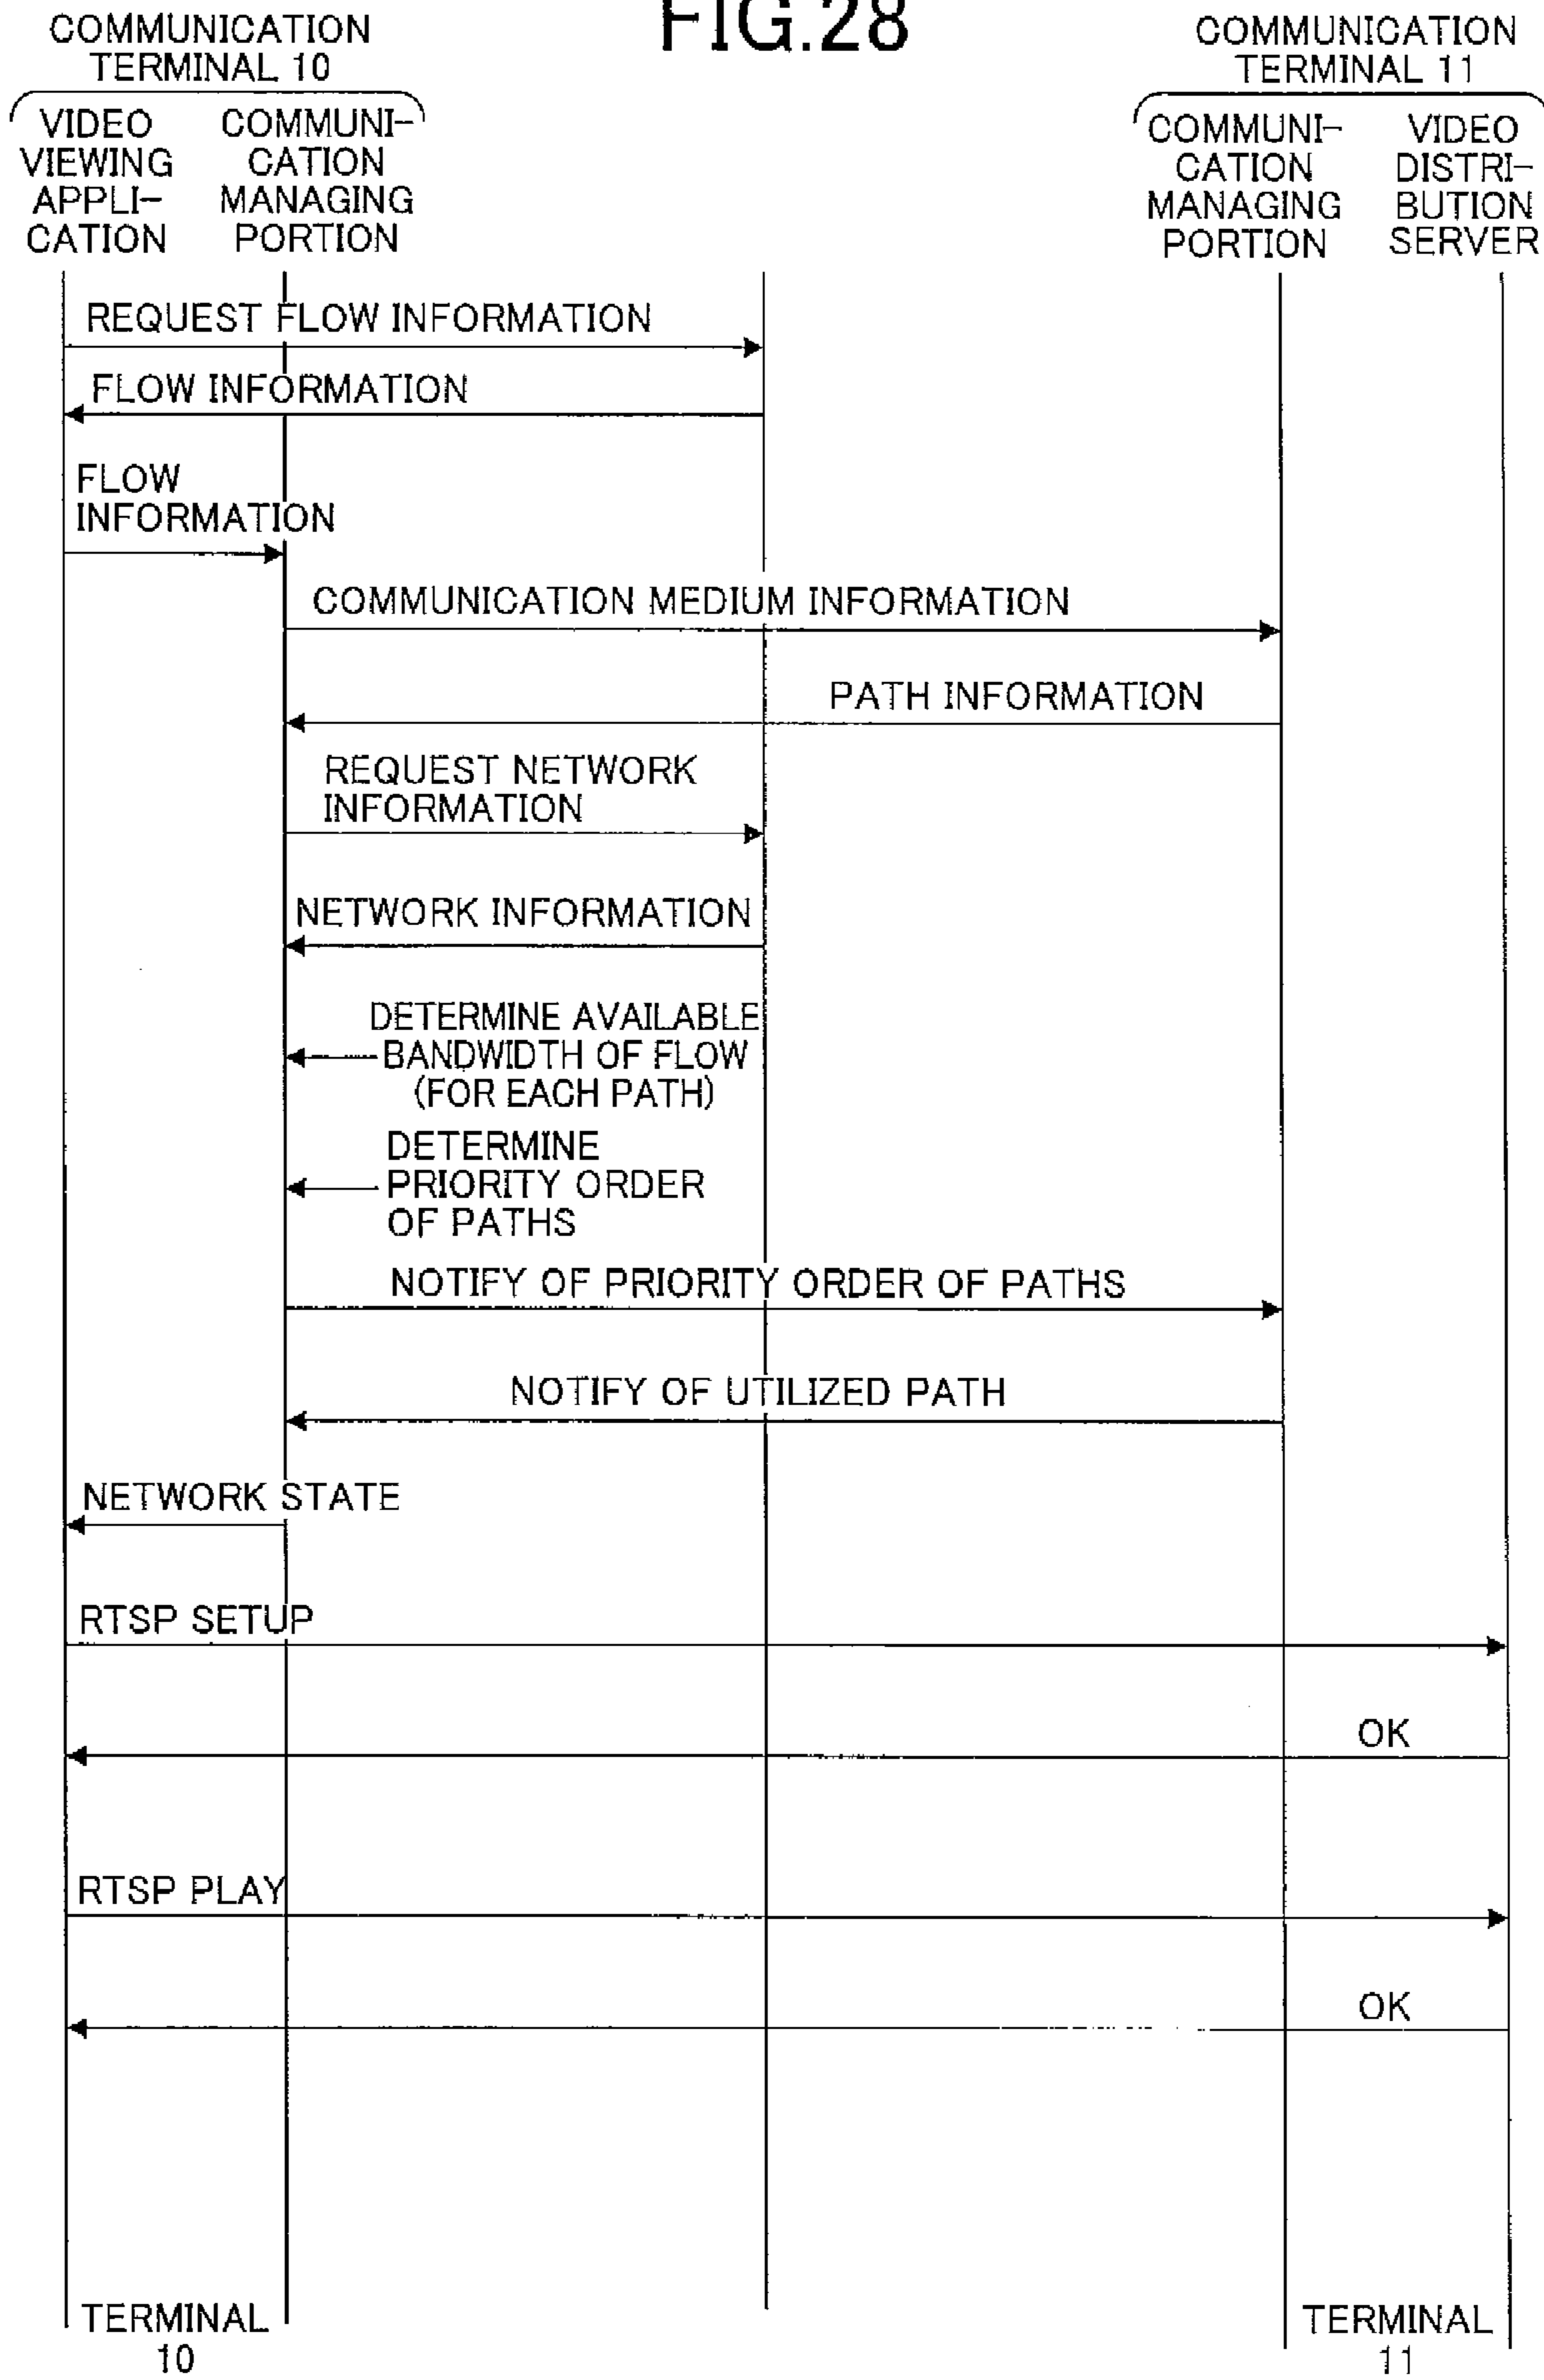 FIG.28
COMMUNICATION
TERMINAL 10
VIDEO
VIEWING
APPLI-
CATION
COMMUNI-
CATION
MANAGING
PORTION
COMMUNICATION
TERMINAL 11
COMMUNI-
CATION
MANAGING
PORTION
VIDEO
DISTRI-
BUTION
SERVER
REQUEST FLOW INFORMATION
FLOW INFORMATION
FLOW
INFORMATION
COMMUNICATION MEDIUM INFORMATION
PATH INFORMATION
REQUEST NETWORK
INFORMATION
NETWORK INFORMATION
DETERMINE AVAILABLE
BANDWIDTH OF FLOW
(FOR EACH PATH)
DETERMINE
PRIORITY ORDER
OF PATHS
NOTIFY OF PRIORITY ORDER OF PATHS
NOTIFY OF UTILIZED PATH
NETWORK STATE
RTSP SETUP
OK
RTSP PLAY
OK
TERMINAL
10
TERMINAL
11